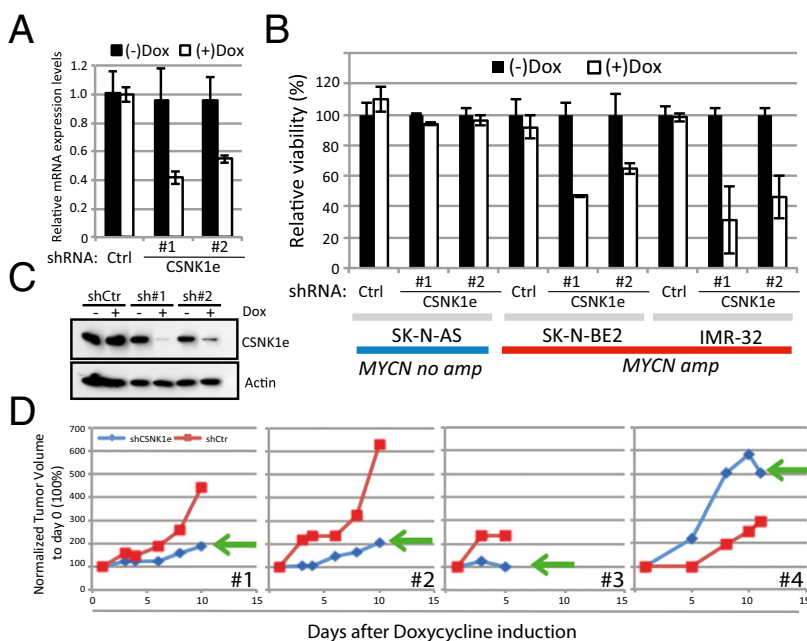 A
(-)Dox (+)Dox
Relative mRNA expression levels
1.2
1.0
0.8
0.6
0.4
0.2
0
#1 #2
shRNA: Ctrl
CSNK1e
B
(-)Dox (+)Dox
Relative viability (%)
120
100
80
60
40
20
0
Ctrl #1 #2 Ctrl #1 #2 Ctrl #1 #2
shRNA: CSNK1e CSNK1e CSNK1e
SK-N-AS SK-N-BE2 IMR-32
MYCN no amp MYCN amp
C
shCtr sh#1 sh#2
- + - + - + Dox
CSNK1e
Actin
D
Normalized Tumor Volume
to day 0 (100%)
shCSNK1e shCtr
700
600
500
400
300
200
100
0
#1 #2 #3 #4
0 5 10 15 0 5 10 15 0 5 10 15 0 5 10 15
Days after Doxycycline induction